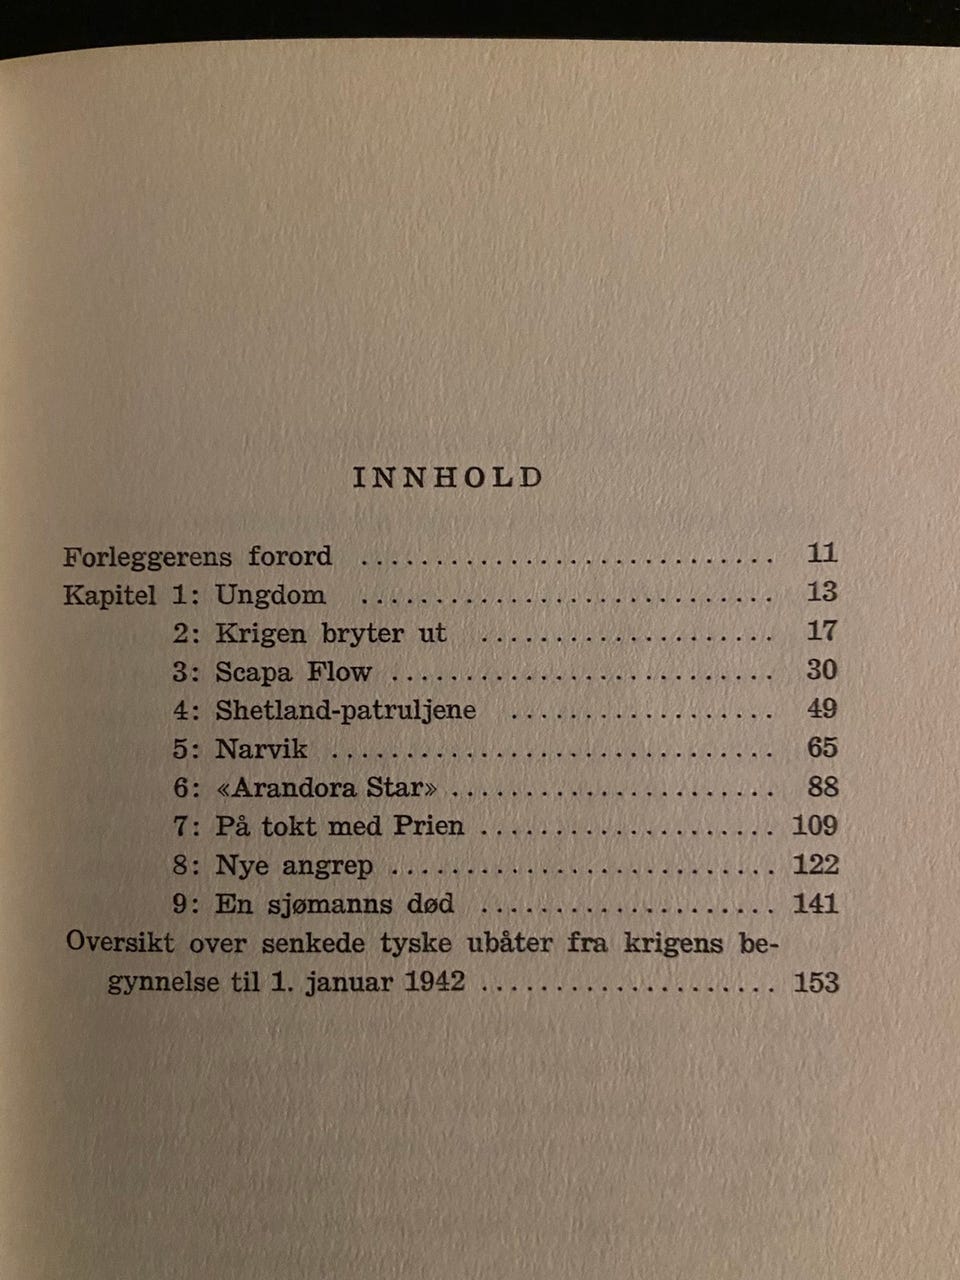 INNHOLD
Forleggerens forord ............................ 11
Kapitel 1: Ungdom ............................ 13
2: Krigen bryter ut .................... 17
3: Scapa Flow .......................... 30
4: Shetland-patruljene .................. 49
5: Narvik .............................. 65
6: «Arandora Star» ...................... 88
7: På tokt med Prien .................... 109
8: Nye angrep .......................... 122
9: En sjømanns død .................... 141
Oversikt over senkede tyske ubåter fra krigens be-
gynnelse til 1. januar 1942 .................... 153